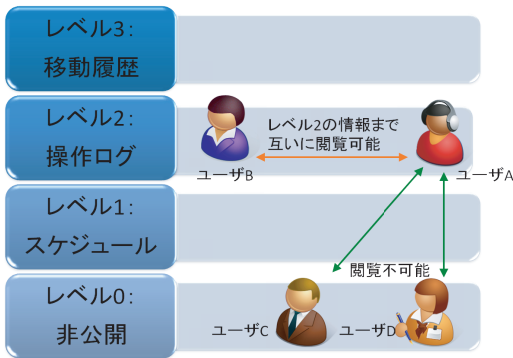 レベル3:
移動履歴
レベル2:
操作ログ
レベル2の情報まで
互いに閲覧可能
ユーザB
ユーザA
レベル1:
スケジュール
閲覧不可能
レベル0:
非公開
ユーザC
ユーザD